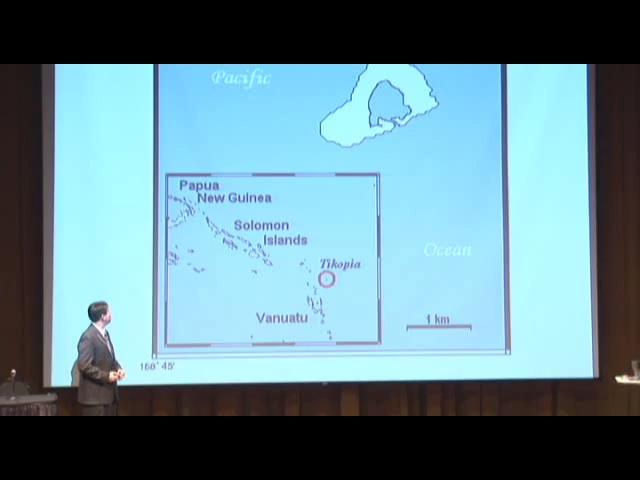 Pacific
Papua
New Guinea
Solomon
Islands
Tikopia
Ocean
Vanuatu
1 km
168° 45'